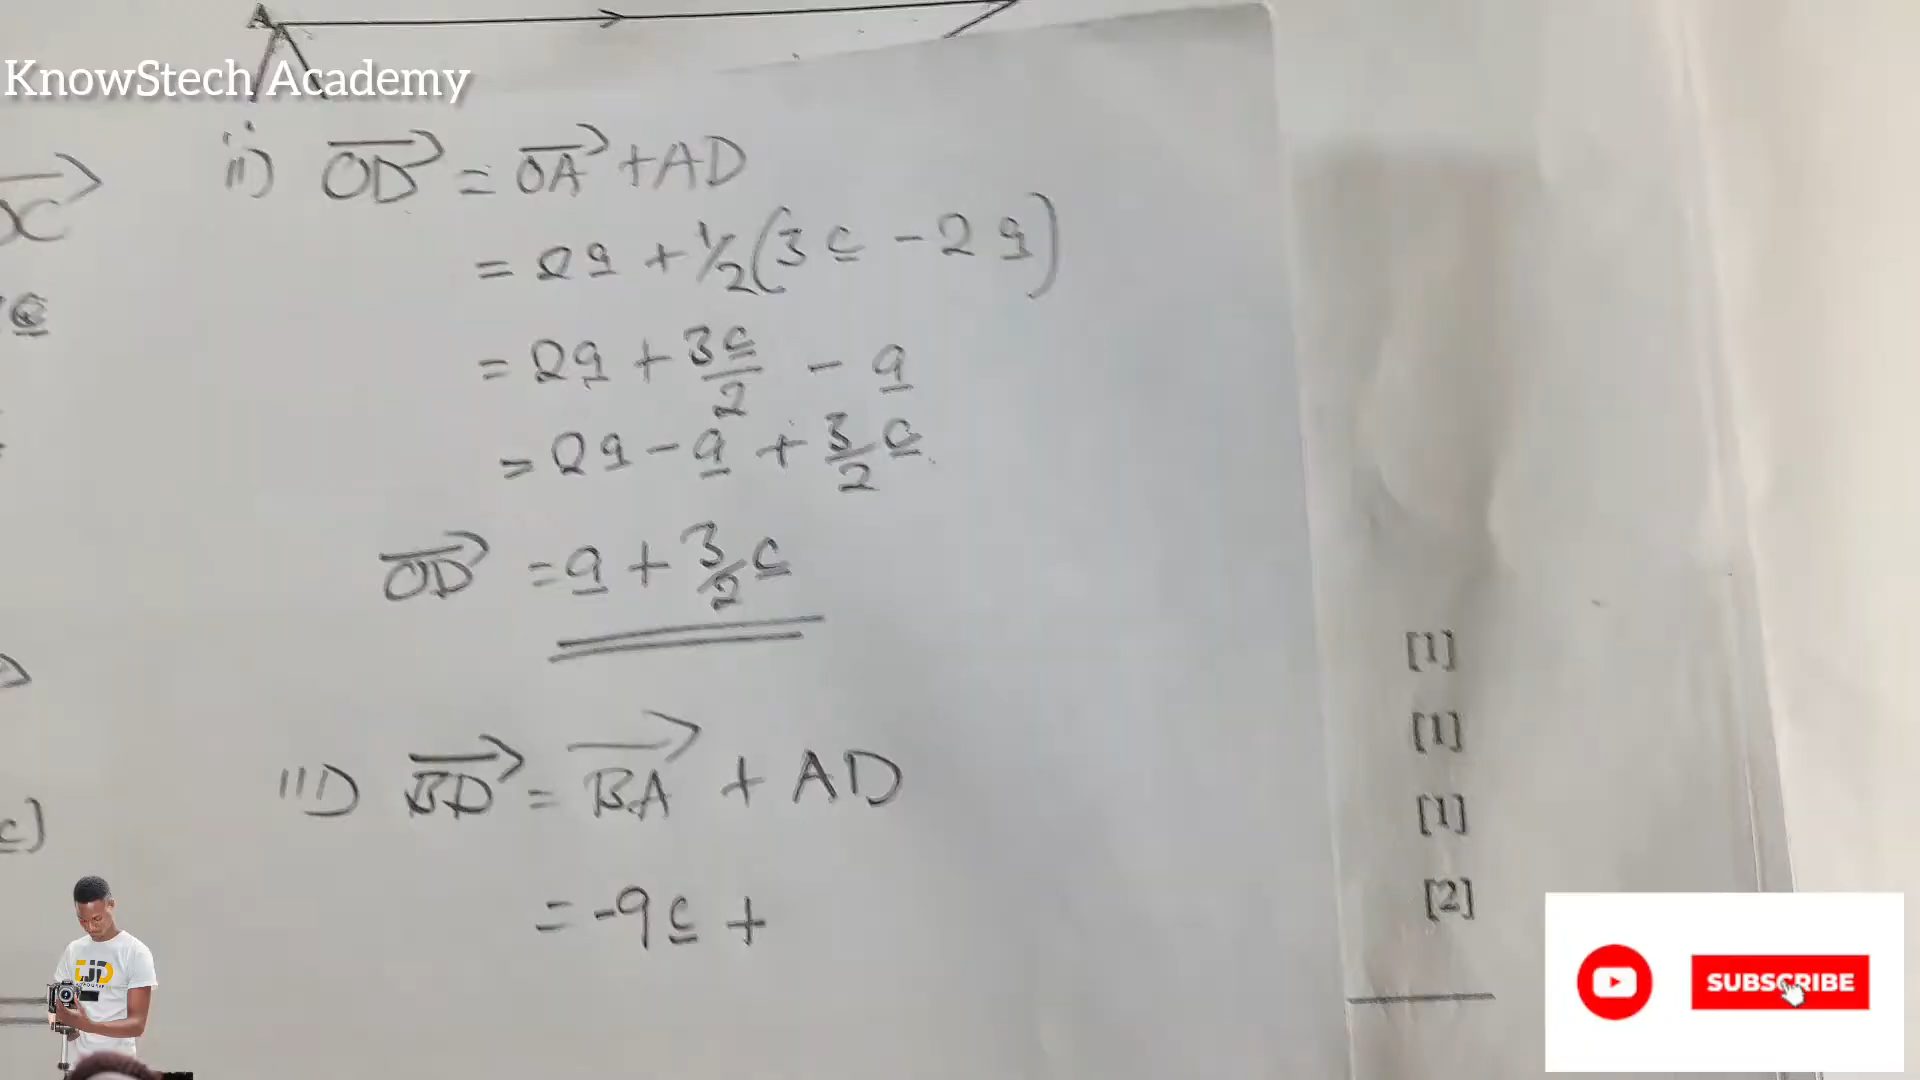 A
KnowStech Academy
ii) OD = OA + AD
= 2a + 1/2(3c - 2a)
= 2a + 3c/2 - a
= 2a - a + 3/2 c
OD = a + 3/2 c
iii) BD = BA + AD
= -9c +
c)
[1]
[1]
[1]
[2]
SUBSCRIBE